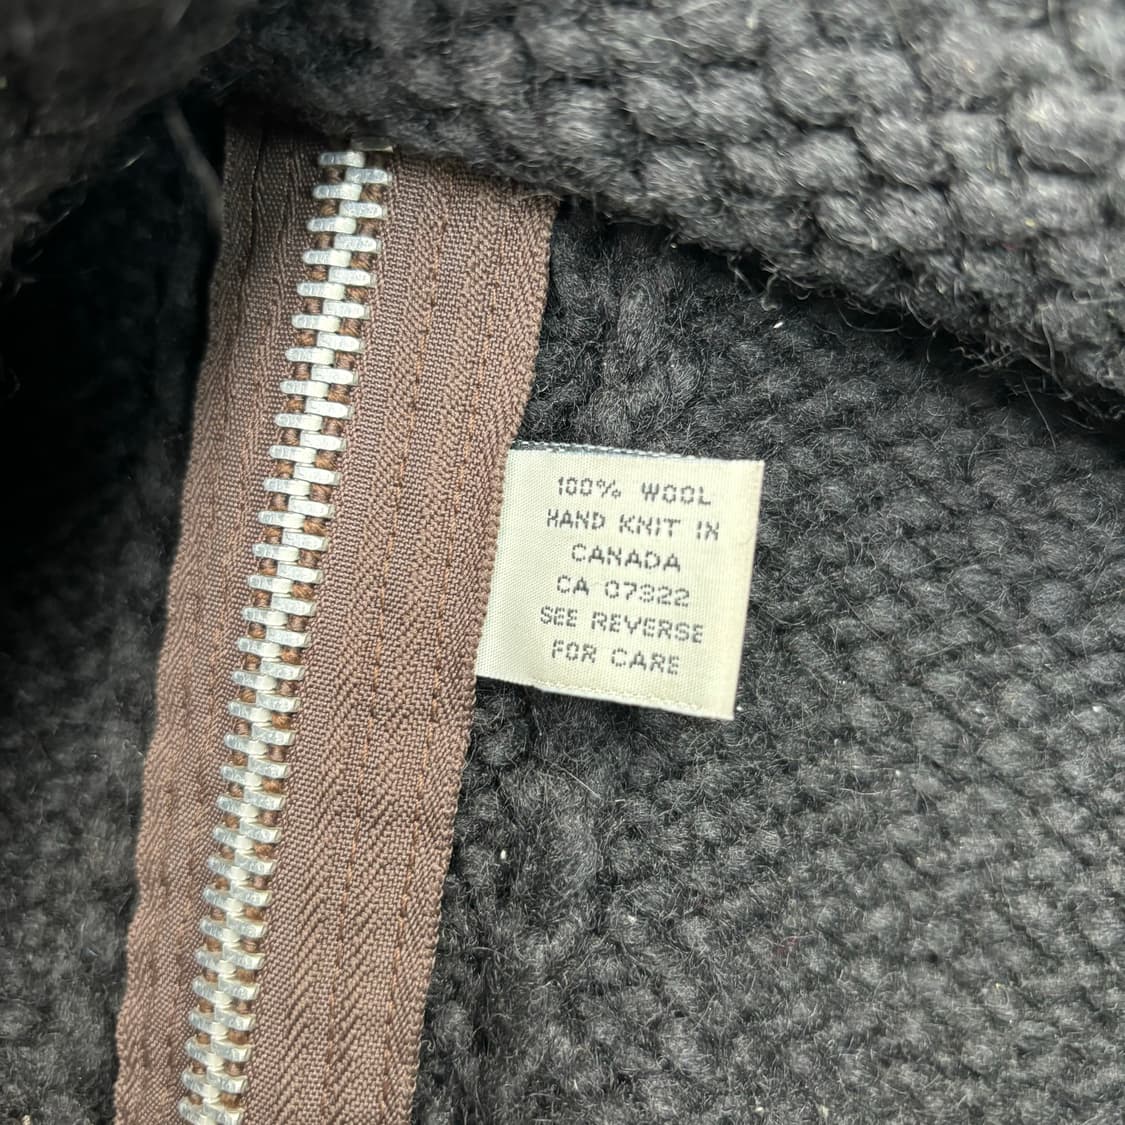 100% WOOL
HAND KNIT IN
CANADA
CA 07322
SEE REVERSE
FOR CARE